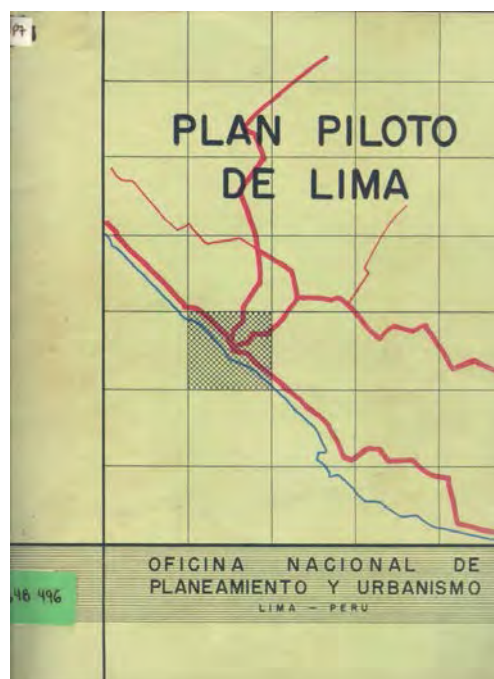 P7
PLAN PILOTO
DE LIMA
OFICINA NACIONAL DE
PLANEAMIENTO Y URBANISMO
LIMA — PERU
48 496